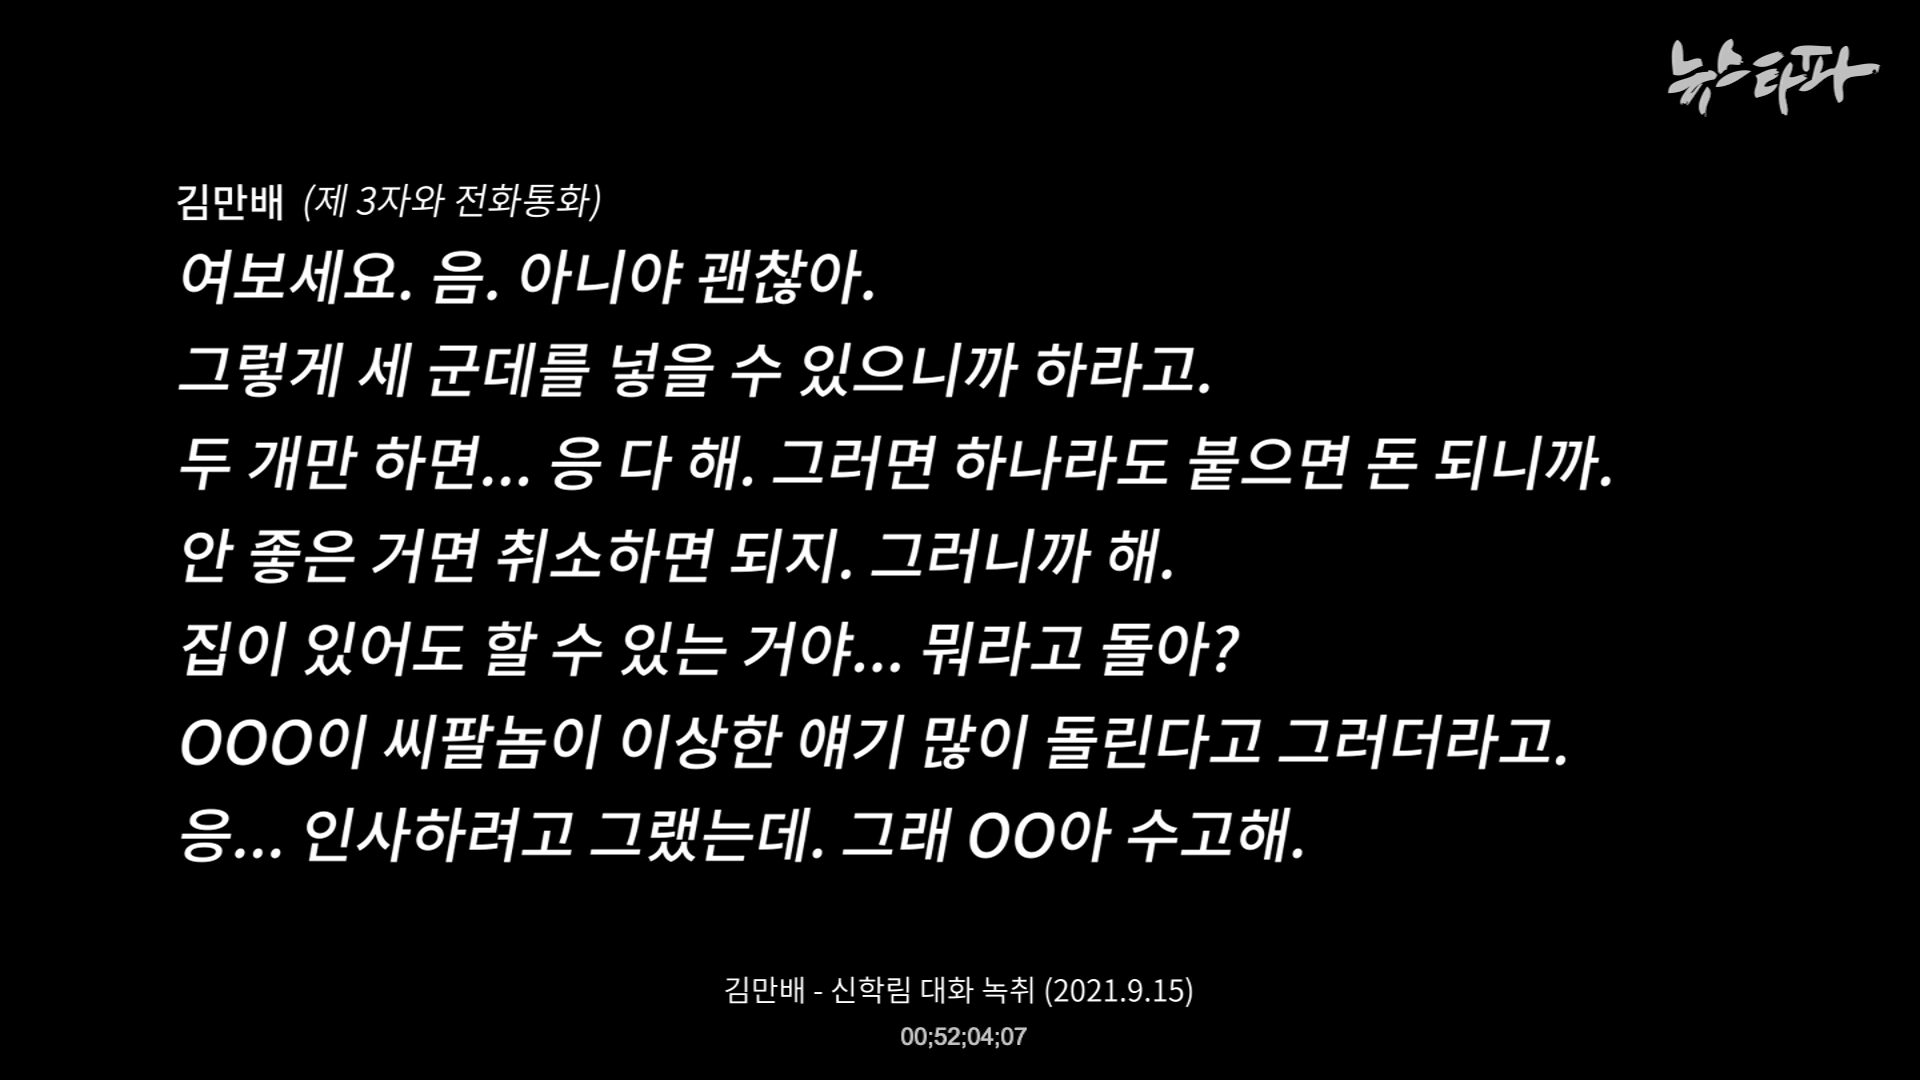 뉴스타파
김만배 (제 3자와 전화통화)
여보세요. 음. 아니야 괜찮아.
그렇게 세 군데를 넣을 수 있으니까 하라고.
두 개만 하면... 응 다 해. 그러면 하나라도 붙으면 돈 되니까.
안 좋은 거면 취소하면 되지. 그러니까 해.
집이 있어도 할 수 있는 거야... 뭐라고 돌아?
OOO이 씨팔놈이 이상한 얘기 많이 돌린다고 그러더라고.
응... 인사하려고 그랬는데. 그래 OO아 수고해.
김만배 - 신학림 대화 녹취 (2021.9.15)
00;52;04;07